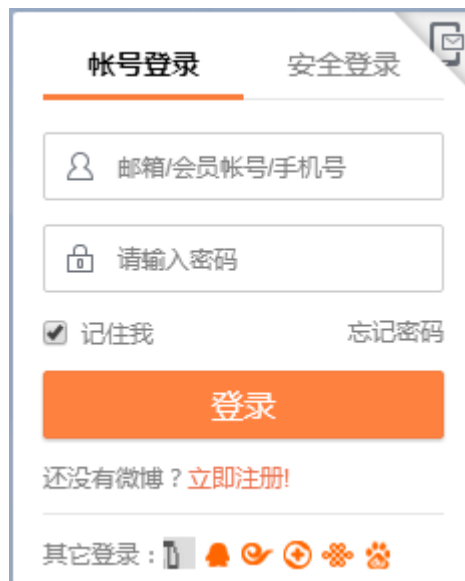 帐号登录 安全登录
邮箱/会员帐号/手机号
请输入密码
记住我 忘记密码
登录
还没有微博？立即注册!
其它登录：